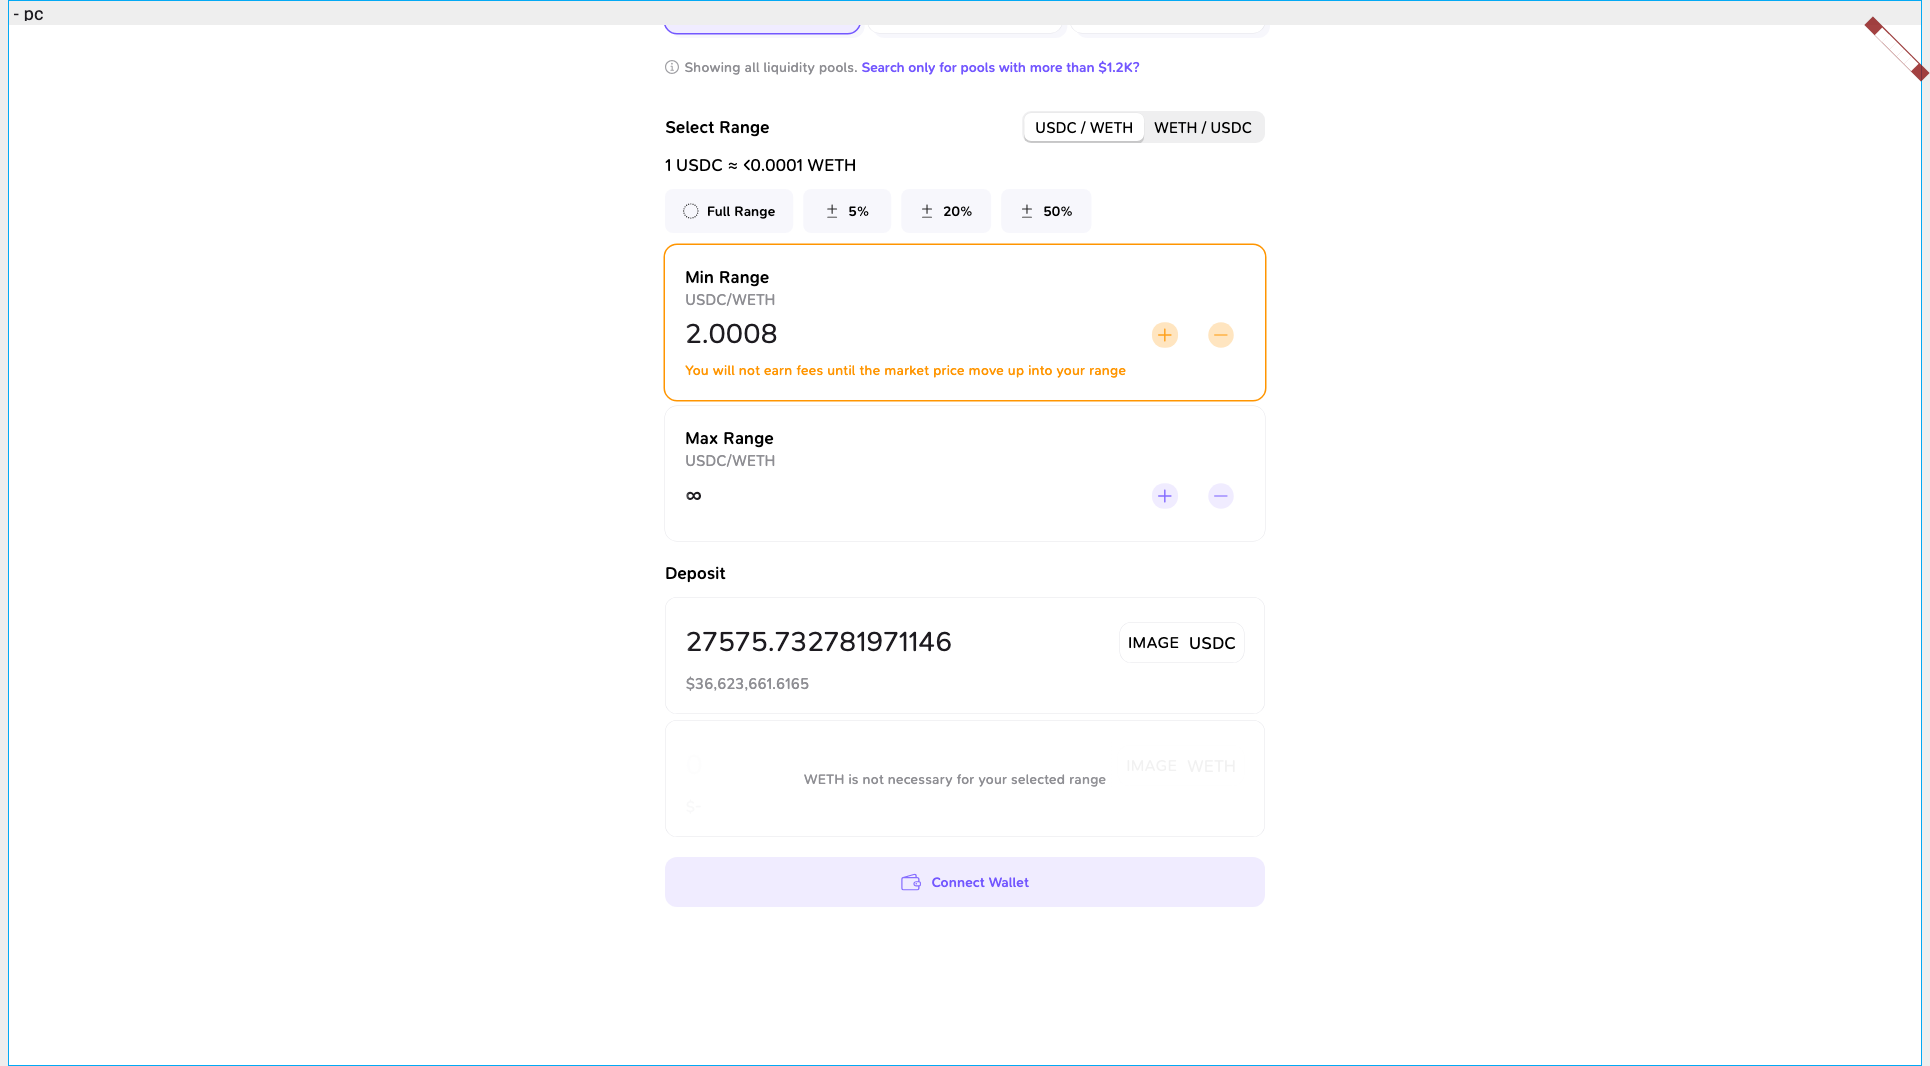 - pc
Showing all liquidity pools. Search only for pools with more than $1.2K?
Select Range
USDC / WETH WETH / USDC
1 USDC ≈ <0.0001 WETH
Full Range ± 5% ± 20% ± 50%
Min Range
USDC/WETH
2.0008
You will not earn fees until the market price move up into your range
Max Range
USDC/WETH
∞
Deposit
27575.732781971146
IMAGE USDC
$36,623,661.6165
IMAGE WETH
WETH is not necessary for your selected range
Connect Wallet